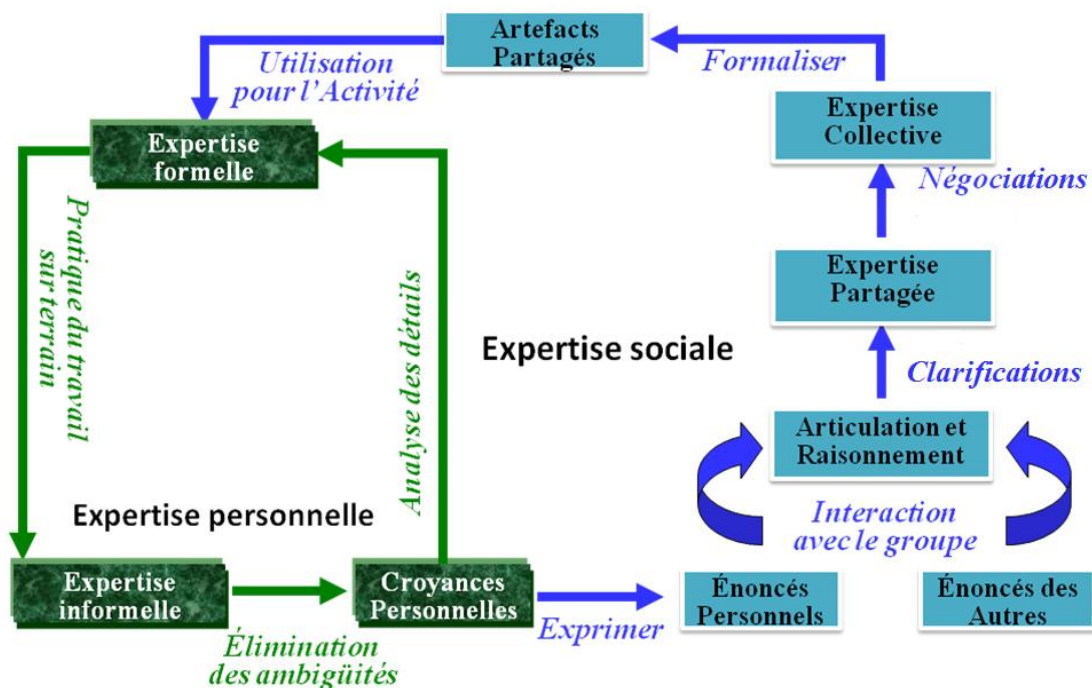 Artefacts
Partagés
Utilisation
pour l'Activité
Formaliser
Expertise
formelle
Expertise
Collective
Négociations
Pratique du travail
sur terrain
Analyse des détails
Expertise
Partagée
Expertise sociale
Clarifications
Articulation et
Raisonnement
Expertise personnelle
Interaction
avec le groupe
Expertise
informelle
Croyances
Personnelles
Exprimer
Énoncés
Personnels
Énoncés des
Autres
Élimination
des ambigüités